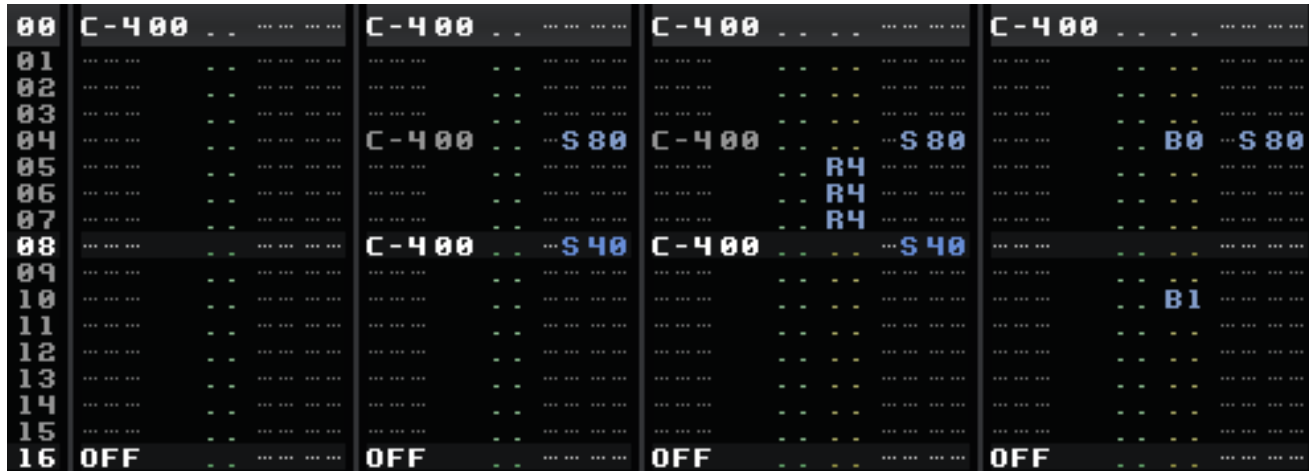 00 C-400 .. ...... C-400 .. ...... C-400 .. .. ...... C-400 .. .. ......
01 ...... .. ...... ...... .. ...... ...... .. .. ...... ...... .. .. ......
02 ...... .. ...... ...... .. ...... ...... .. .. ...... ...... .. .. ......
03 ...... .. ...... ...... .. ...... ...... .. .. ...... ...... .. .. ......
04 ...... .. ...... C-400 .. ...S80 C-400 .. .. ...S80 ...... .. B0 ...S80
05 ...... .. ...... ...... .. ...... ...... .. R4 ...... ...... .. .. ......
06 ...... .. ...... ...... .. ...... ...... .. R4 ...... ...... .. .. ......
07 ...... .. ...... ...... .. ...... ...... .. R4 ...... ...... .. .. ......
08 ...... .. ...... C-400 .. ...S40 C-400 .. .. ...S40 ...... .. .. ......
09 ...... .. ...... ...... .. ...... ...... .. .. ...... ...... .. .. ......
10 ...... .. ...... ...... .. ...... ...... .. .. ...... ...... .. B1 ......
11 ...... .. ...... ...... .. ...... ...... .. .. ...... ...... .. .. ......
12 ...... .. ...... ...... .. ...... ...... .. .. ...... ...... .. .. ......
13 ...... .. ...... ...... .. ...... ...... .. .. ...... ...... .. .. ......
14 ...... .. ...... ...... .. ...... ...... .. .. ...... ...... .. .. ......
15 ...... .. ...... ...... .. ...... ...... .. .. ...... ...... .. .. ......
16 OFF .. ...... OFF .. ...... OFF .. .. ...... OFF .. .. ......